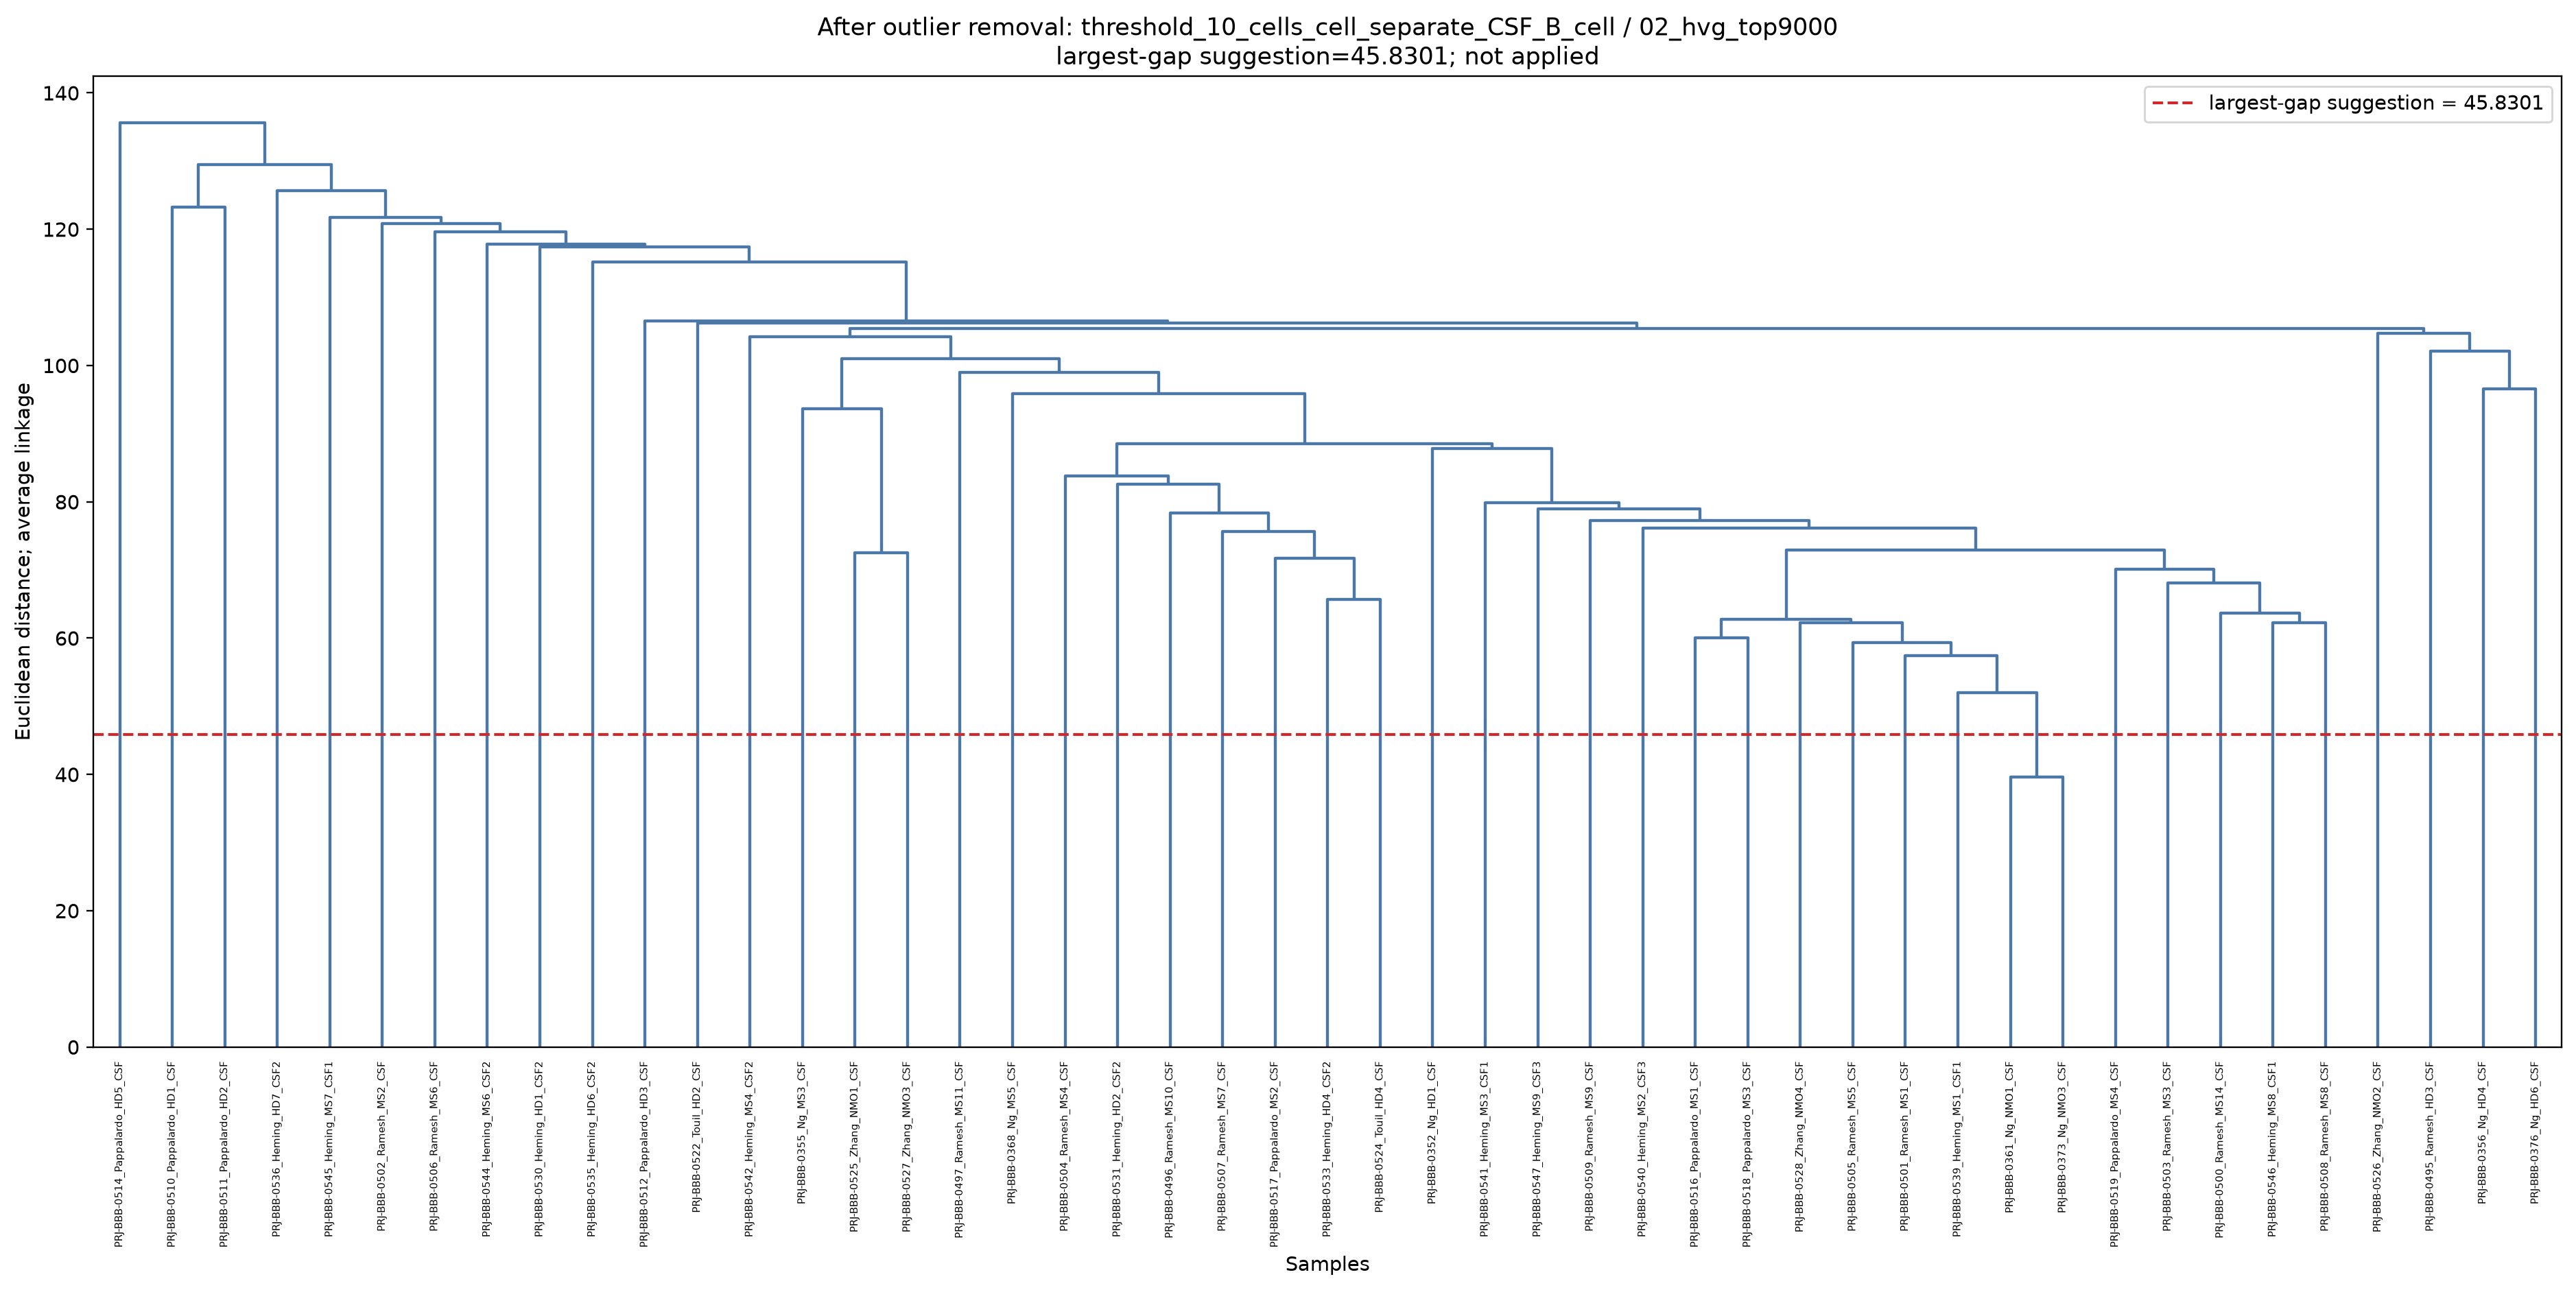 After outlier removal: threshold_10_cells_cell_separate_CSF_B_cell / 02_hvg_top9000
largest-gap suggestion=45.8301; not applied
largest-gap suggestion = 45.8301
Euclidean distance; average linkage
140
120
100
80
60
40
20
0
PRJ-BBB-0514_Pappalardo_HD5_CSF
PRJ-BBB-0510_Pappalardo_HD1_CSF
PRJ-BBB-0511_Pappalardo_HD2_CSF
PRJ-BBB-0536_Heming_HD7_CSF2
PRJ-BBB-0545_Heming_MS7_CSF1
PRJ-BBB-0502_Ramesh_MS2_CSF
PRJ-BBB-0506_Ramesh_MS6_CSF
PRJ-BBB-0544_Heming_MS6_CSF2
PRJ-BBB-0530_Heming_HD1_CSF2
PRJ-BBB-0535_Heming_HD6_CSF2
PRJ-BBB-0512_Pappalardo_HD3_CSF
PRJ-BBB-0522_Touil_HD2_CSF
PRJ-BBB-0542_Heming_MS4_CSF2
PRJ-BBB-0355_Ng_MS3_CSF
PRJ-BBB-0525_Zhang_NMO1_CSF
PRJ-BBB-0527_Zhang_NMO3_CSF
PRJ-BBB-0497_Ramesh_MS11_CSF
PRJ-BBB-0368_Ng_MS5_CSF
PRJ-BBB-0504_Ramesh_MS4_CSF
PRJ-BBB-0531_Heming_HD2_CSF2
PRJ-BBB-0496_Ramesh_MS10_CSF
PRJ-BBB-0507_Ramesh_MS7_CSF
PRJ-BBB-0517_Pappalardo_MS2_CSF
PRJ-BBB-0533_Heming_HD4_CSF2
PRJ-BBB-0524_Touil_HD4_CSF
PRJ-BBB-0352_Ng_HD1_CSF
PRJ-BBB-0541_Heming_MS3_CSF1
PRJ-BBB-0547_Heming_MS9_CSF3
PRJ-BBB-0509_Ramesh_MS9_CSF
PRJ-BBB-0540_Heming_MS2_CSF3
PRJ-BBB-0516_Pappalardo_MS1_CSF
PRJ-BBB-0518_Pappalardo_MS3_CSF
PRJ-BBB-0528_Zhang_NMO4_CSF
PRJ-BBB-0505_Ramesh_MS5_CSF
PRJ-BBB-0501_Ramesh_MS1_CSF
PRJ-BBB-0539_Heming_MS1_CSF1
PRJ-BBB-0361_Ng_NMO1_CSF
PRJ-BBB-0373_Ng_NMO3_CSF
PRJ-BBB-0519_Pappalardo_MS4_CSF
PRJ-BBB-0503_Ramesh_MS3_CSF
PRJ-BBB-0500_Ramesh_MS14_CSF
PRJ-BBB-0546_Heming_MS8_CSF1
PRJ-BBB-0508_Ramesh_MS8_CSF
PRJ-BBB-0526_Zhang_NMO2_CSF
PRJ-BBB-0495_Ramesh_HD3_CSF
PRJ-BBB-0356_Ng_HD4_CSF
PRJ-BBB-0376_Ng_HD6_CSF
Samples